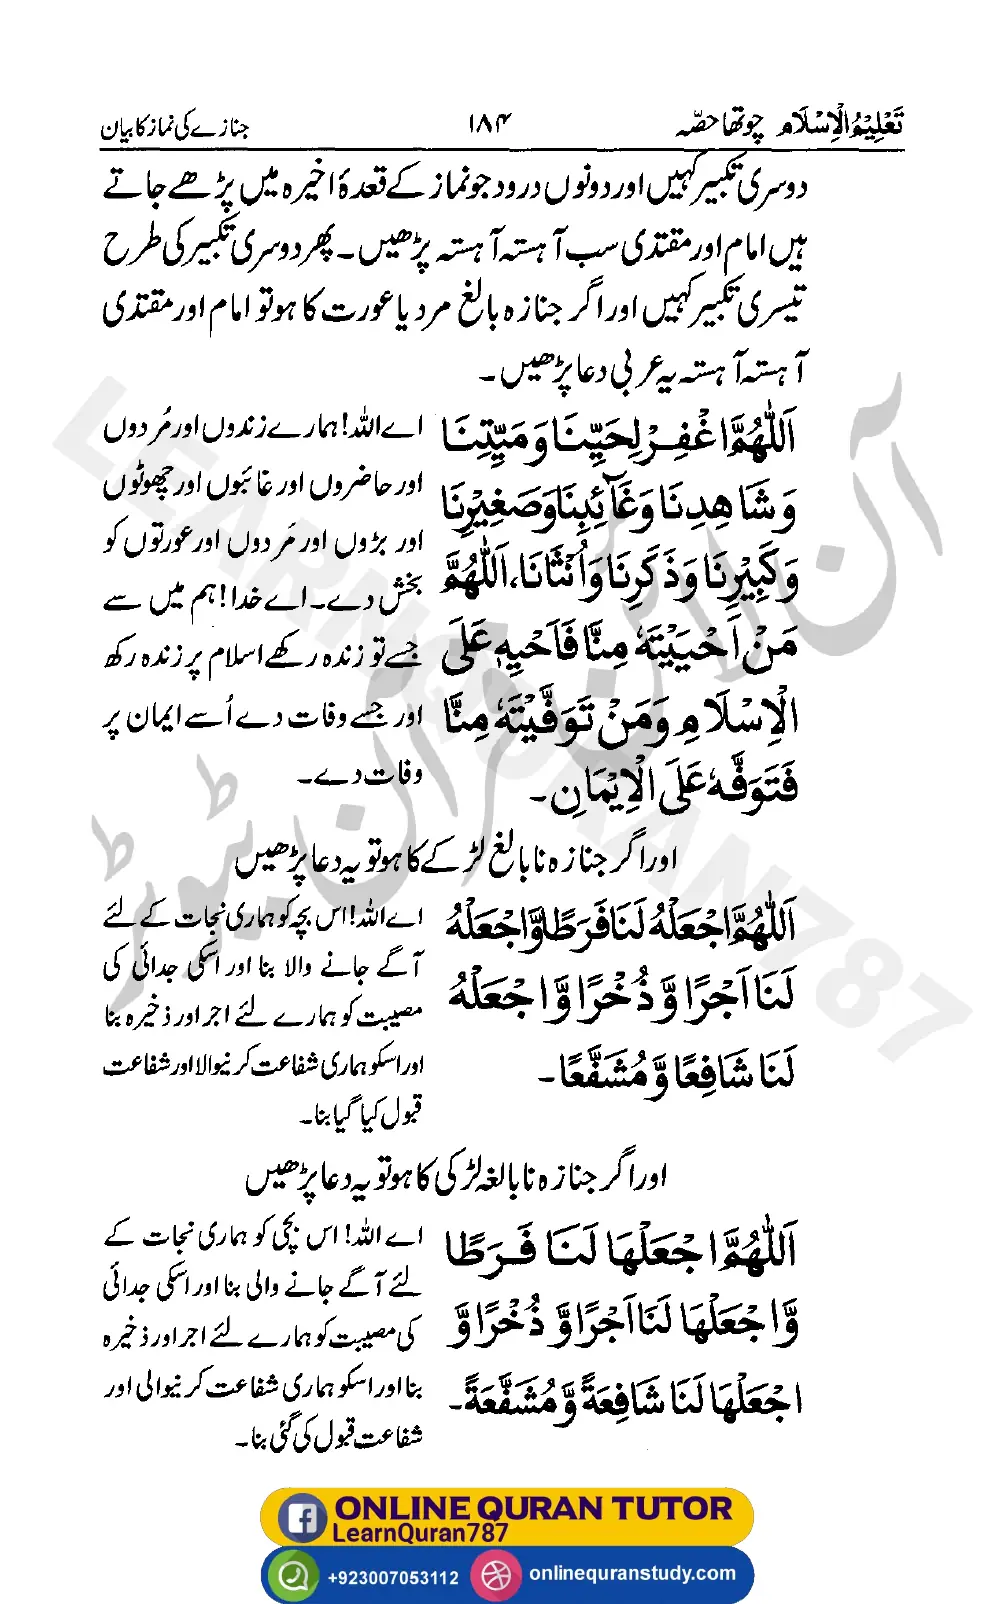 تَعْلِيْمُ الْاِسْلَام چوتھا حصّہ ۱۸۴ جنازے کی نماز کا بیان
دوسری تکبیر کہیں اور دونوں درود جو نماز کے قعدۂ اخیرہ میں پڑھے جاتے
ہیں امام اور مقتدی سب آہستہ آہستہ پڑھیں۔ پھر دوسری تکبیر کی طرح
تیسری تکبیر کہیں اور اگر جنازہ بالغ مرد یا عورت کا ہو تو امام اور مقتدی
آہستہ آہستہ یہ عربی دعا پڑھیں۔
اَللّٰهُمَّ اغْفِرْ لِحَيِّنَا وَمَيِّتِنَا
وَشَاهِدِنَا وَغَآئِبِنَا وَصَغِيْرِنَا
وَكَبِيْرِنَا وَذَكَرِنَا وَاُنْثَانَا، اَللّٰهُمَّ
مَنْ اَحْيَيْتَهٗ مِنَّا فَاَحْيِهٖ عَلَى
الْاِسْلَامِ وَمَنْ تَوَفَّيْتَهٗ مِنَّا
فَتَوَفَّهٗ عَلَى الْاِيْمَانِ۔
اے اللہ! ہمارے زندوں اور مُردوں
اور حاضروں اور غائبوں اور چھوٹوں
اور بڑوں اور مَردوں اور عورتوں کو
بخش دے۔ اے خدا! ہم میں سے
جسے تو زندہ رکھے اسلام پر زندہ رکھ
اور جسے وفات دے اُسے ایمان پر
وفات دے۔
اور اگر جنازہ نابالغ لڑکے کا ہو تو یہ دعا پڑھیں
اَللّٰهُمَّ اجْعَلْهُ لَنَا فَرَطًا وَّاجْعَلْهُ
لَنَا اَجْرًا وَّذُخْرًا وَّاجْعَلْهُ
لَنَا شَافِعًا وَّمُشَفَّعًا۔
اے اللہ! اس بچہ کو ہماری نجات کے لئے
آگے جانے والا بنا اور اسکی جدائی کی
مصیبت کو ہمارے لئے اجر اور ذخیرہ بنا
اور اسکو ہماری شفاعت کرنیوالا اور شفاعت
قبول کیا گیا بنا۔
اور اگر جنازہ نابالغہ لڑکی کا ہو تو یہ دعا پڑھیں
اَللّٰهُمَّ اجْعَلْهَا لَنَا فَرَطًا
وَّاجْعَلْهَا لَنَا اَجْرًا وَّذُخْرًا وَّ
اجْعَلْهَا لَنَا شَافِعَةً وَّمُشَفَّعَةً۔
اے اللہ! اس بچی کو ہماری نجات کے
لئے آگے جانے والی بنا اور اسکی جدائی
کی مصیبت کو ہمارے لئے اجر اور ذخیرہ
بنا اور اسکو ہماری شفاعت کرنیوالی اور
شفاعت قبول کی گئی بنا۔
LEARNQURAN787
آن لائن قرآن ٹیوٹر
ONLINE QURAN TUTOR
LearnQuran787
+923007053112 onlinequranstudy.com